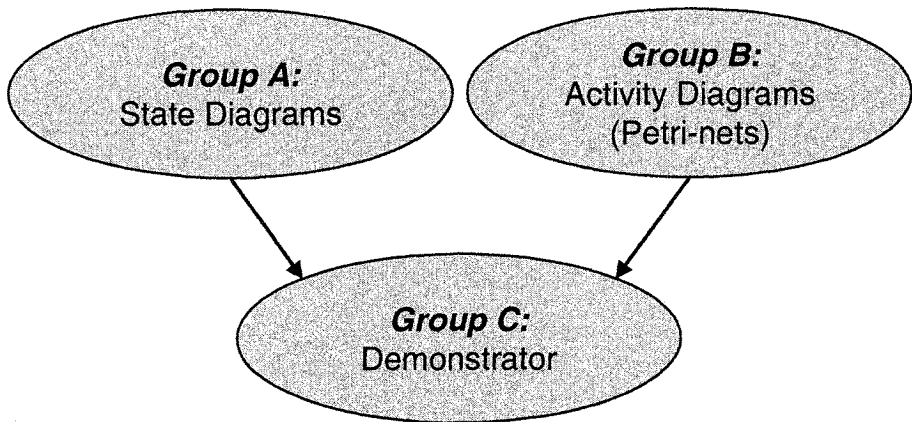 Group A:
State Diagrams
Group B:
Activity Diagrams
(Petri-nets)
Group C:
Demonstrator